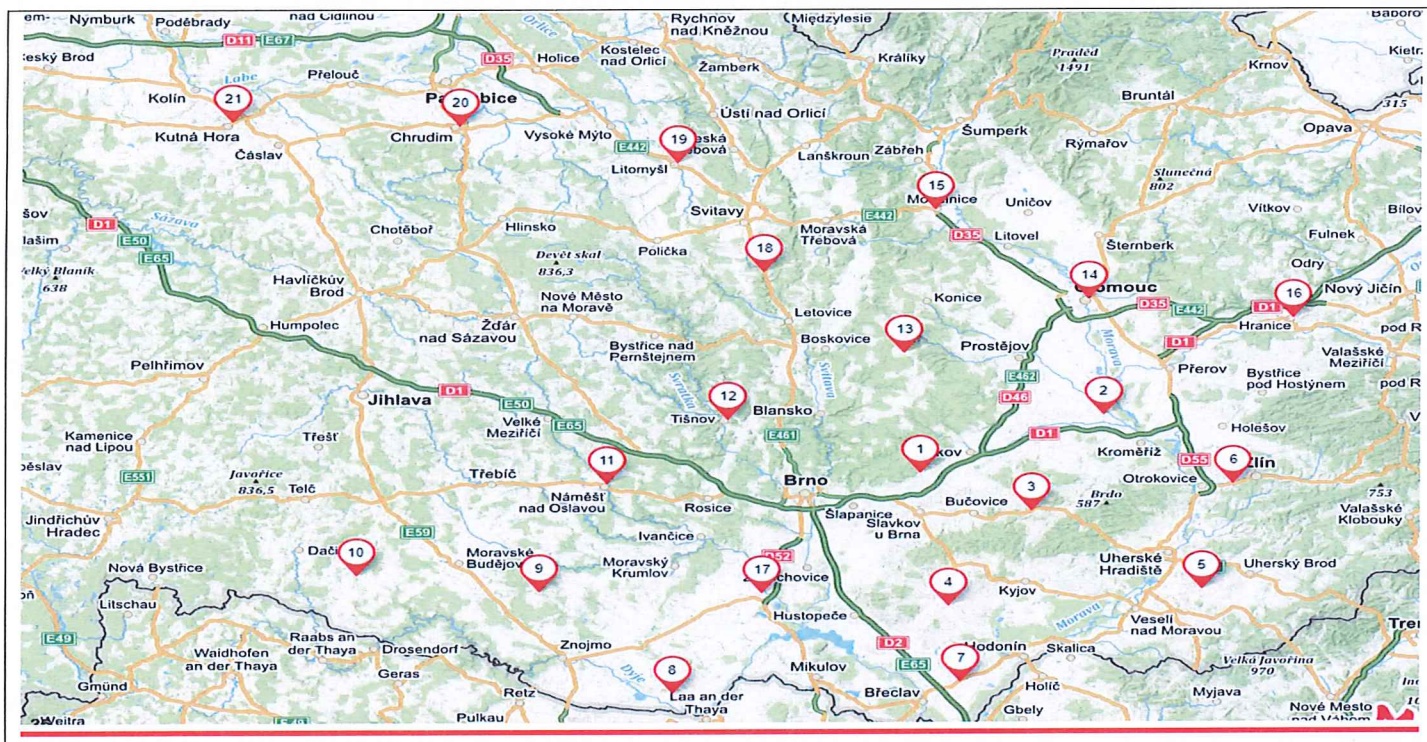 Nymburk
Poděbrady
nad Cidlinou
Orlice
Rychnov
nad Kněžnou
Międzylesie
D11
E67
D35
Holice
Kostelec
nad Orlicí
Žamberk
Králíky
Praděd
1491
Krnov
Český Brod
Labe
Přelouč
Kolín
21
Kutná Hora
Čáslav
20
Chrudim
Vysoké Mýto
Ústí nad Orlicí
Bruntál
315
Opava
E442
19
Litomyšl
Lanškroun
Šumperk
Zábřeh
Rýmařov
Slunečná
802
15
Uničov
Sázava
D1
E50
E65
Chotěboř
Hlinsko
Polička
Svitavy
E442
Moravská
Třebová
D35
Litovel
Šternberk
Vítkov
Fulnek
Odry
638
Havlíčkův
Brod
Devět skal
836,3
18
Konice
14
D35
E442
16
D1
Nový Jičín
Hranice
Humpolec
Žďár
nad Sázavou
Nové Město
na Moravě
Letovice
13
Boskovice
Prostějov
Morava
D1
Přerov
Valašské
Meziříčí
Pelhřimov
Bystřice nad
Pernštejnem
Svratka
Svitava
E462
D46
2
Bystřice
pod Hostýnem
Jihlava
D1
E50
E65
Velké
Meziříčí
12
Tišnov
Blansko
E461
D1
Holešov
Kamenice
nad Lipou
Třešť
11
1
Kroměříž
D55
6
Otrokovice
E551
Javořice
836,5
Telč
Třebíč
Náměšť
nad Oslavou
Rosice
Brno
Šlapanice
Slavkov
u Brna
Bučovice
3
Brdo
587
753
Valašské
Klobouky
Jindřichův
Hradec
E59
Ivančice
10
Moravské
9
Moravský
Krumlov
D52
17
Uherské
Hradiště
5
Uherský Brod
Nová Bystřice
Litschau
4
Kyjov
Hustopeče
Morava
Veselí
nad Moravou
E49
Waidhofen
an der Thaya
Raabs an
der Thaya
Drosendorf
Geras
Znojmo
Dyje
8
Laa an der
Thaya
Mikulov
D2
E65
7
Břeclav
Skalica
Holíč
Gbely
Velká Javořina
970
Myjava
Gmünd
Retz
Pulkau
Nové Mesto
nad Váhom